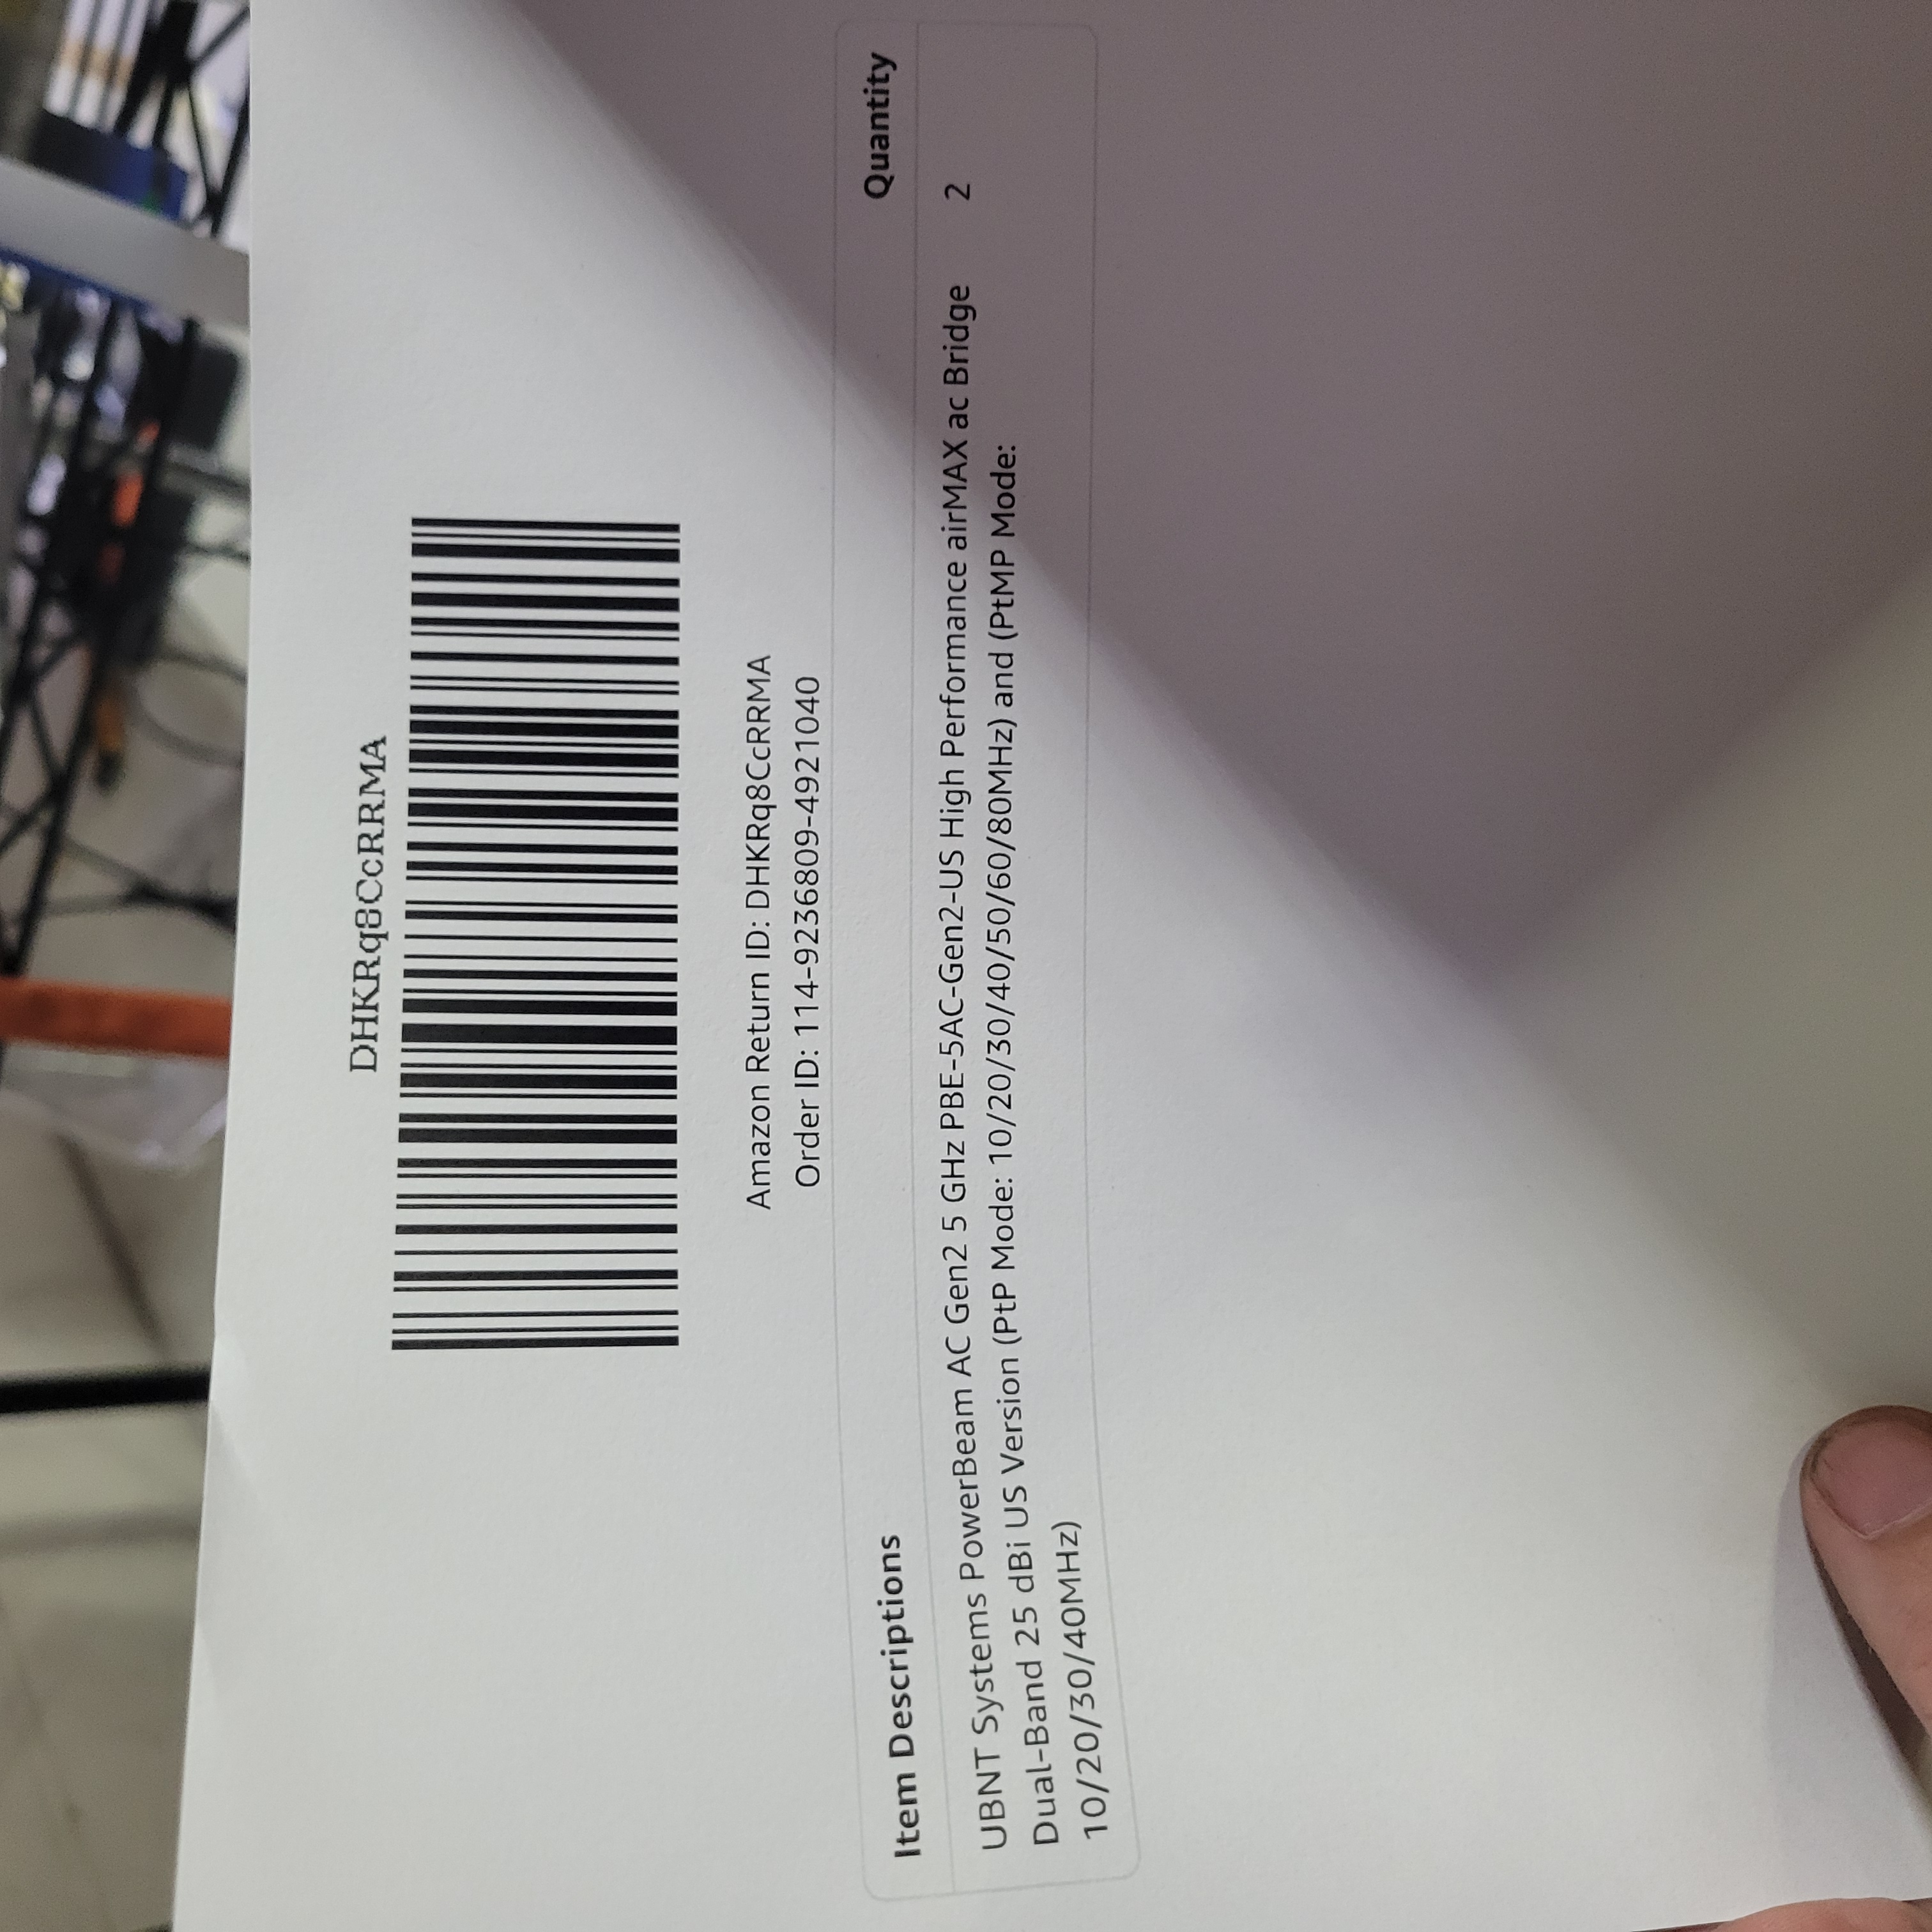 DHKRq8CcRRMA
Amazon Return ID: DHKRq8CcRRMA
Order ID: 114-9236809-4921040
Item Descriptions Quantity
UBNT Systems PowerBeam AC Gen2 5 GHz PBE-5AC-Gen2-US High Performance airMAX ac Bridge 2
Dual-Band 25 dBi US Version (PtP Mode: 10/20/30/40/50/60/80MHz) and (PtMP Mode:
10/20/30/40MHz)